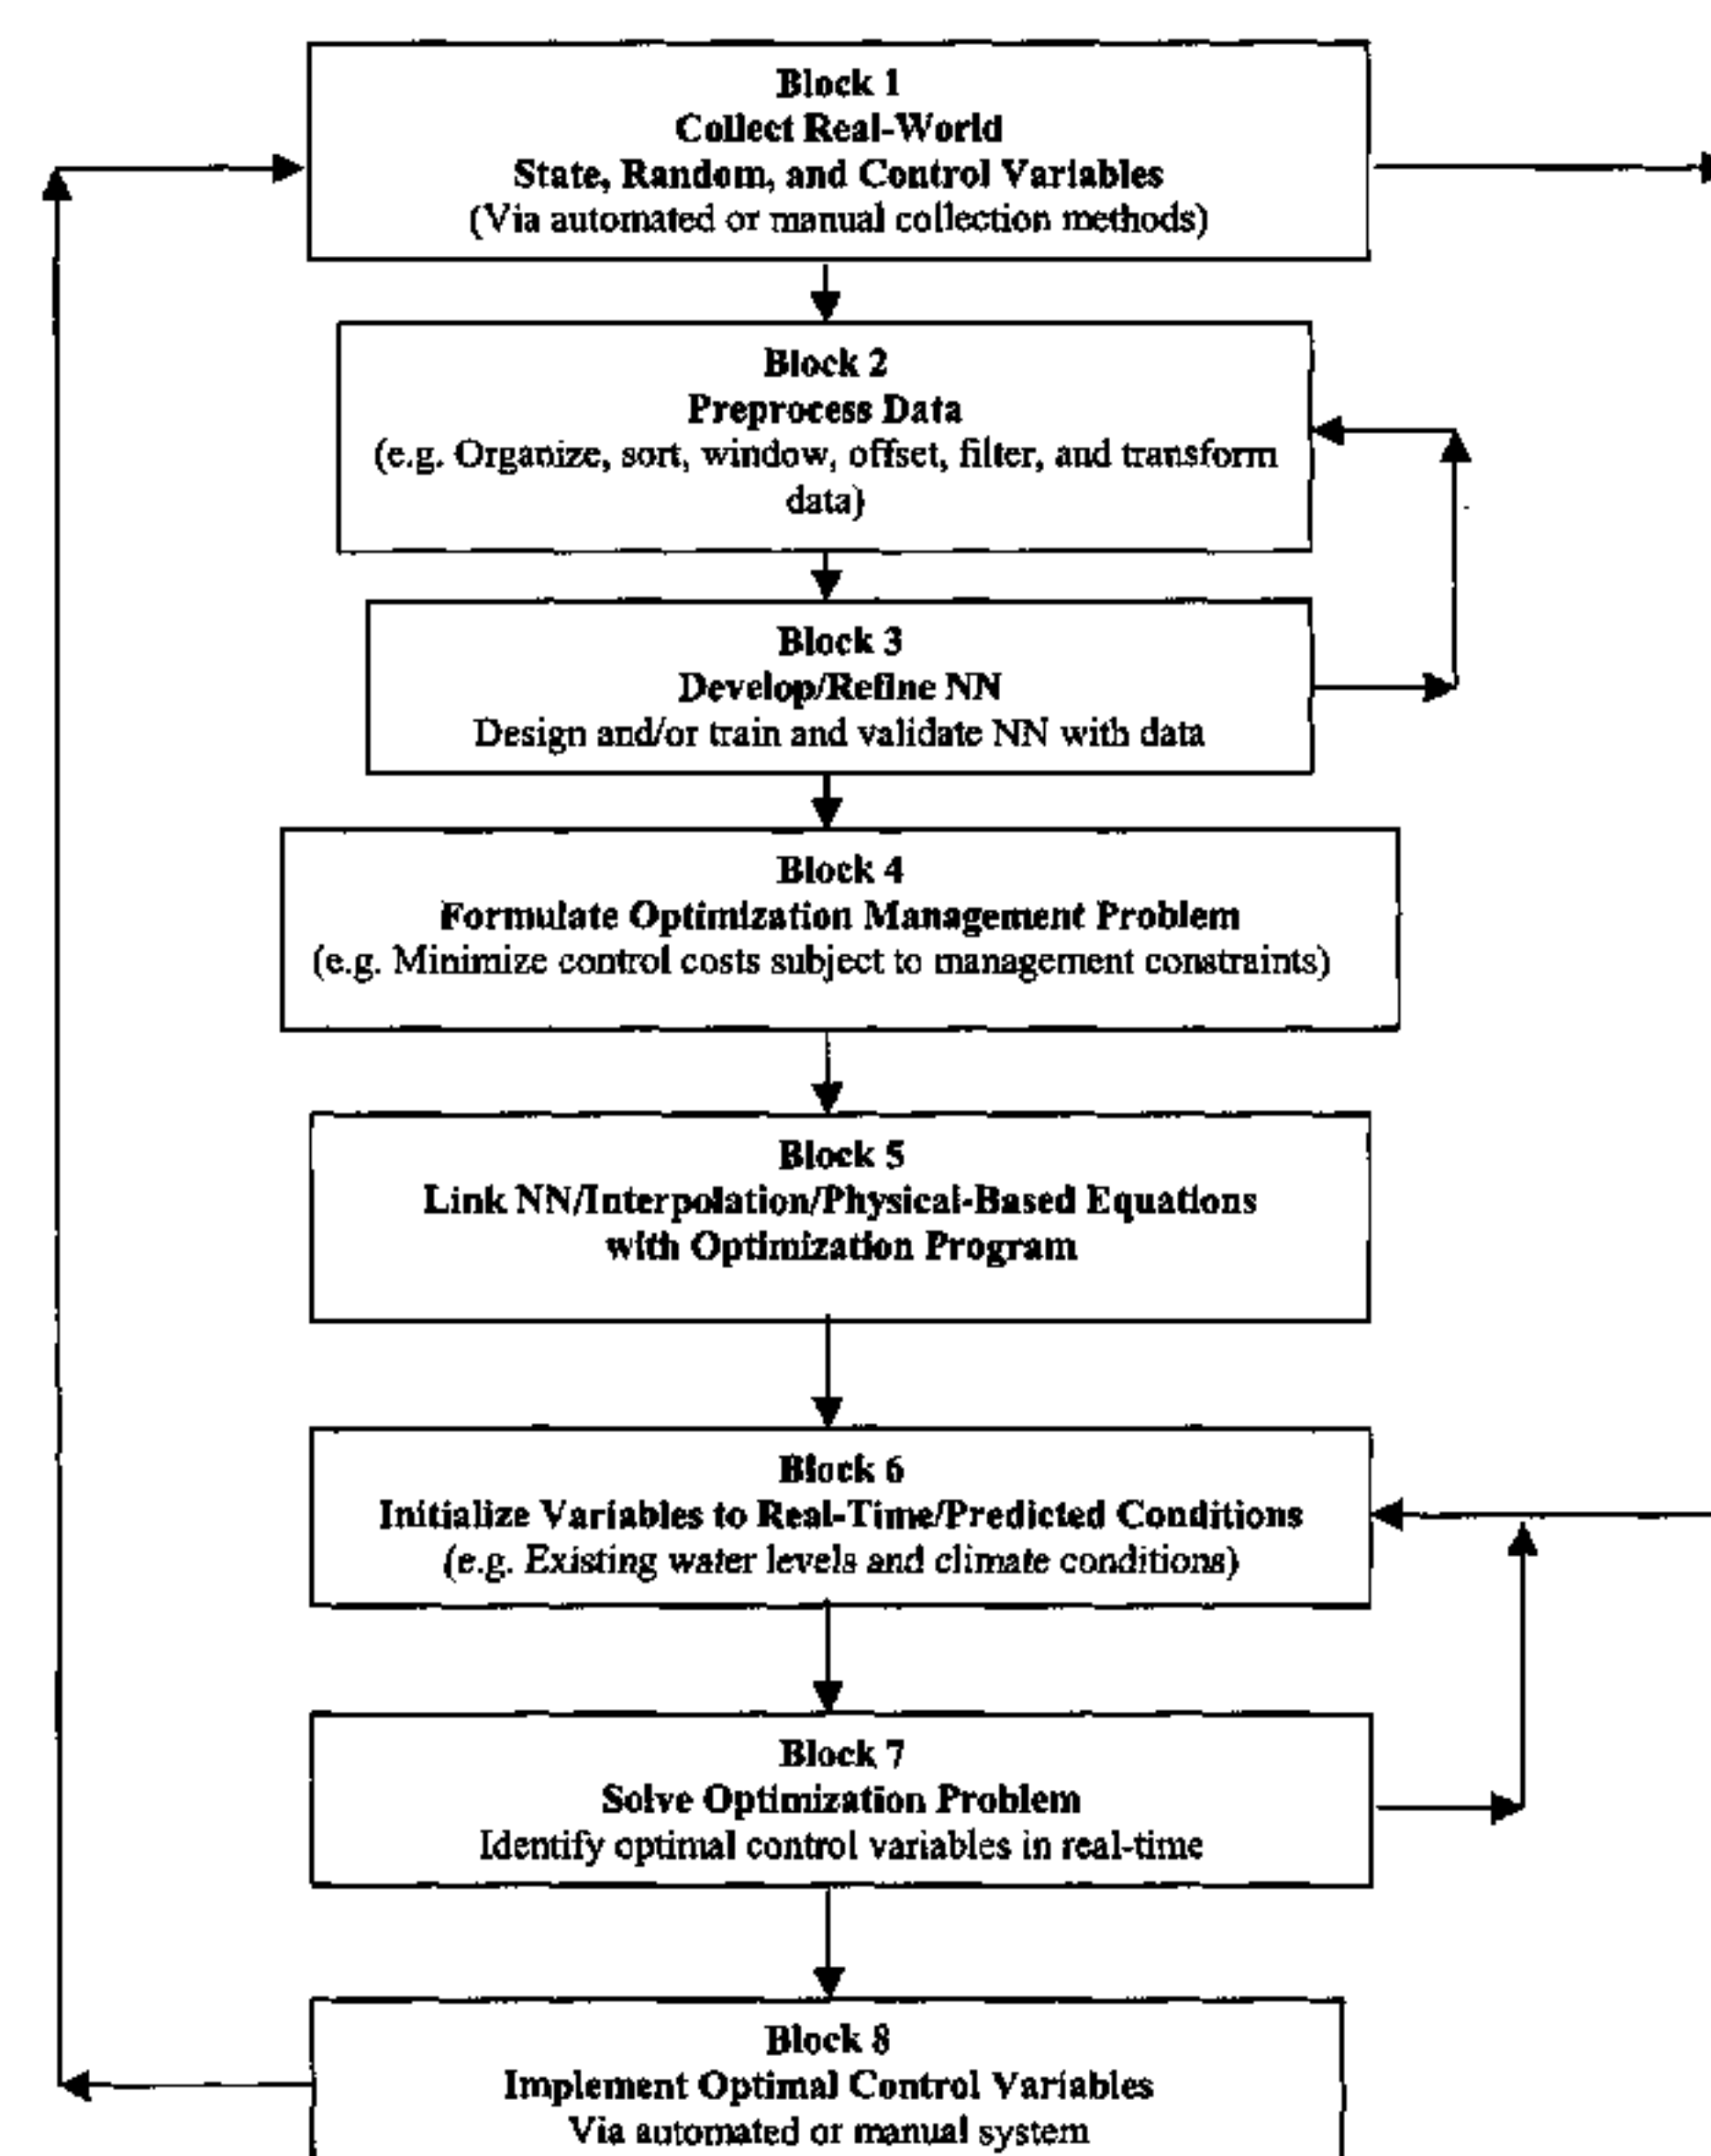 Block 1
Collect Real-World
State, Random, and Control Variables
(Via automated or manual collection methods)
Block 2
Preprocess Data
(e.g. Organize, sort, window, offset, filter, and transform
data)
Block 3
Develop/Refine NN
Design and/or train and validate NN with data
Block 4
Formulate Optimization Management Problem
(e.g. Minimize control costs subject to management constraints)
Block 5
Link NN/Interpolation/Physical-Based Equations
with Optimization Program
Block 6
Initialize Variables to Real-Time/Predicted Conditions
(e.g. Existing water levels and climate conditions)
Block 7
Solve Optimization Problem
Identify optimal control variables in real-time
Block 8
Implement Optimal Control Variables
Via automated or manual system